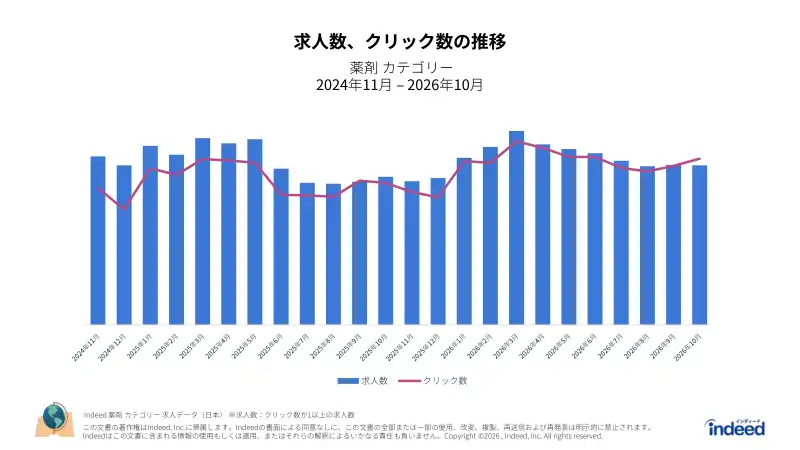 求人数、クリック数の推移
薬剤 カテゴリー
2024年11月 – 2026年10月
2024年11月
2024年12月
2025年1月
2025年2月
2025年3月
2025年4月
2025年5月
2025年6月
2025年7月
2025年8月
2025年9月
2025年10月
2025年11月
2025年12月
2026年1月
2026年2月
2026年3月
2026年4月
2026年5月
2026年6月
2026年7月
2026年8月
2026年9月
2026年10月
求人数 クリック数
Indeed 薬剤 カテゴリー 求人データ（日本） ※求人数：クリック数が1以上の求人数
この文書の著作権はIndeed, Inc.に帰属します。Indeedの書面による同意なしに、この文書の全部または一部の使用、改変、複製、再送信および再発表は明示的に禁止されます。
Indeedはこの文書に含まれる情報の使用もしくは適用、またはそれらの解釈によるいかなる責任も負いません。Copyright ©2026 , Indeed, Inc. All rights reserved.
インディード
indeed